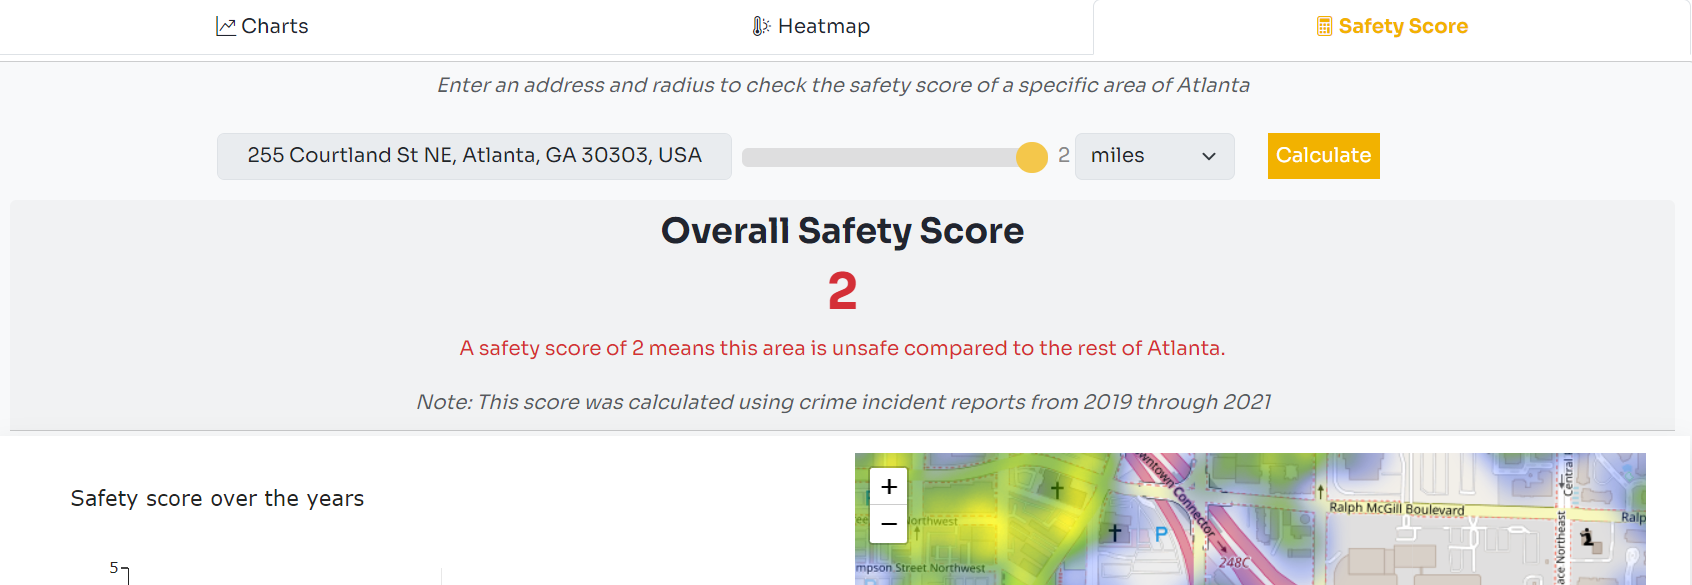 Charts
Heatmap
Safety Score
Enter an address and radius to check the safety score of a specific area of Atlanta
255 Courtland St NE, Atlanta, GA 30303, USA
2
miles
Calculate
Overall Safety Score
2
A safety score of 2 means this area is unsafe compared to the rest of Atlanta.
Note: This score was calculated using crime incident reports from 2019 through 2021
Safety score over the years
5
+
−
Downtown Connector
Northwest
mpson Street Northwest
P
248C
Ralph McGill Boulevard
Ralp
Central
ace Northeast